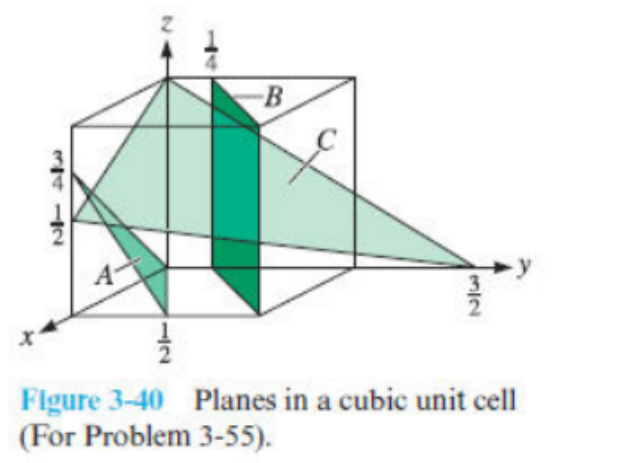 z
1/4
B
C
3/4
1/2
A
y
3/2
x
1/2
Figure 3-40 Planes in a cubic unit cell
(For Problem 3-55).